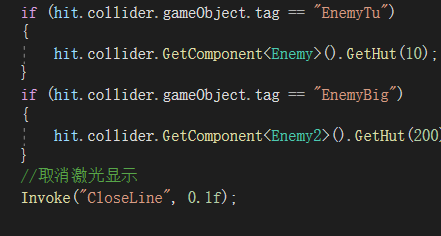 if (hit.collider.gameObject.tag == "EnemyTu")
{
hit.collider.GetComponent<Enemy>().GetHut(10);
}
if (hit.collider.gameObject.tag == "EnemyBig")
{
hit.collider.GetComponent<Enemy2>().GetHut(200)
}
//取消激光显示
Invoke("CloseLine", 0.1f);